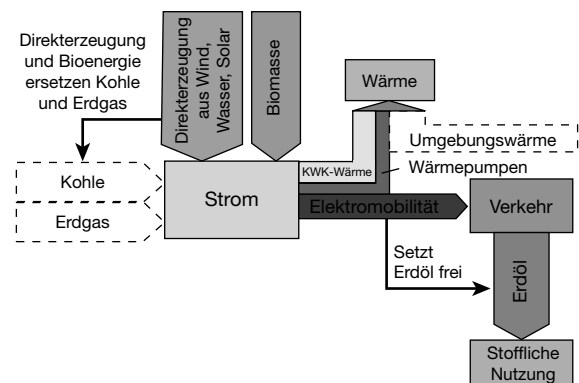 Direkterzeugung
und Bioenergie
ersetzen Kohle
und Erdgas
Direkterzeugung
aus Wind,
Wasser, Solar
Biomasse
Wärme
Umgebungswärme
KWK-Wärme
Wärmepumpen
Kohle
Erdgas
Strom
Elektromobilität
Verkehr
Setzt
Erdöl frei
Erdöl
Stoffliche
Nutzung